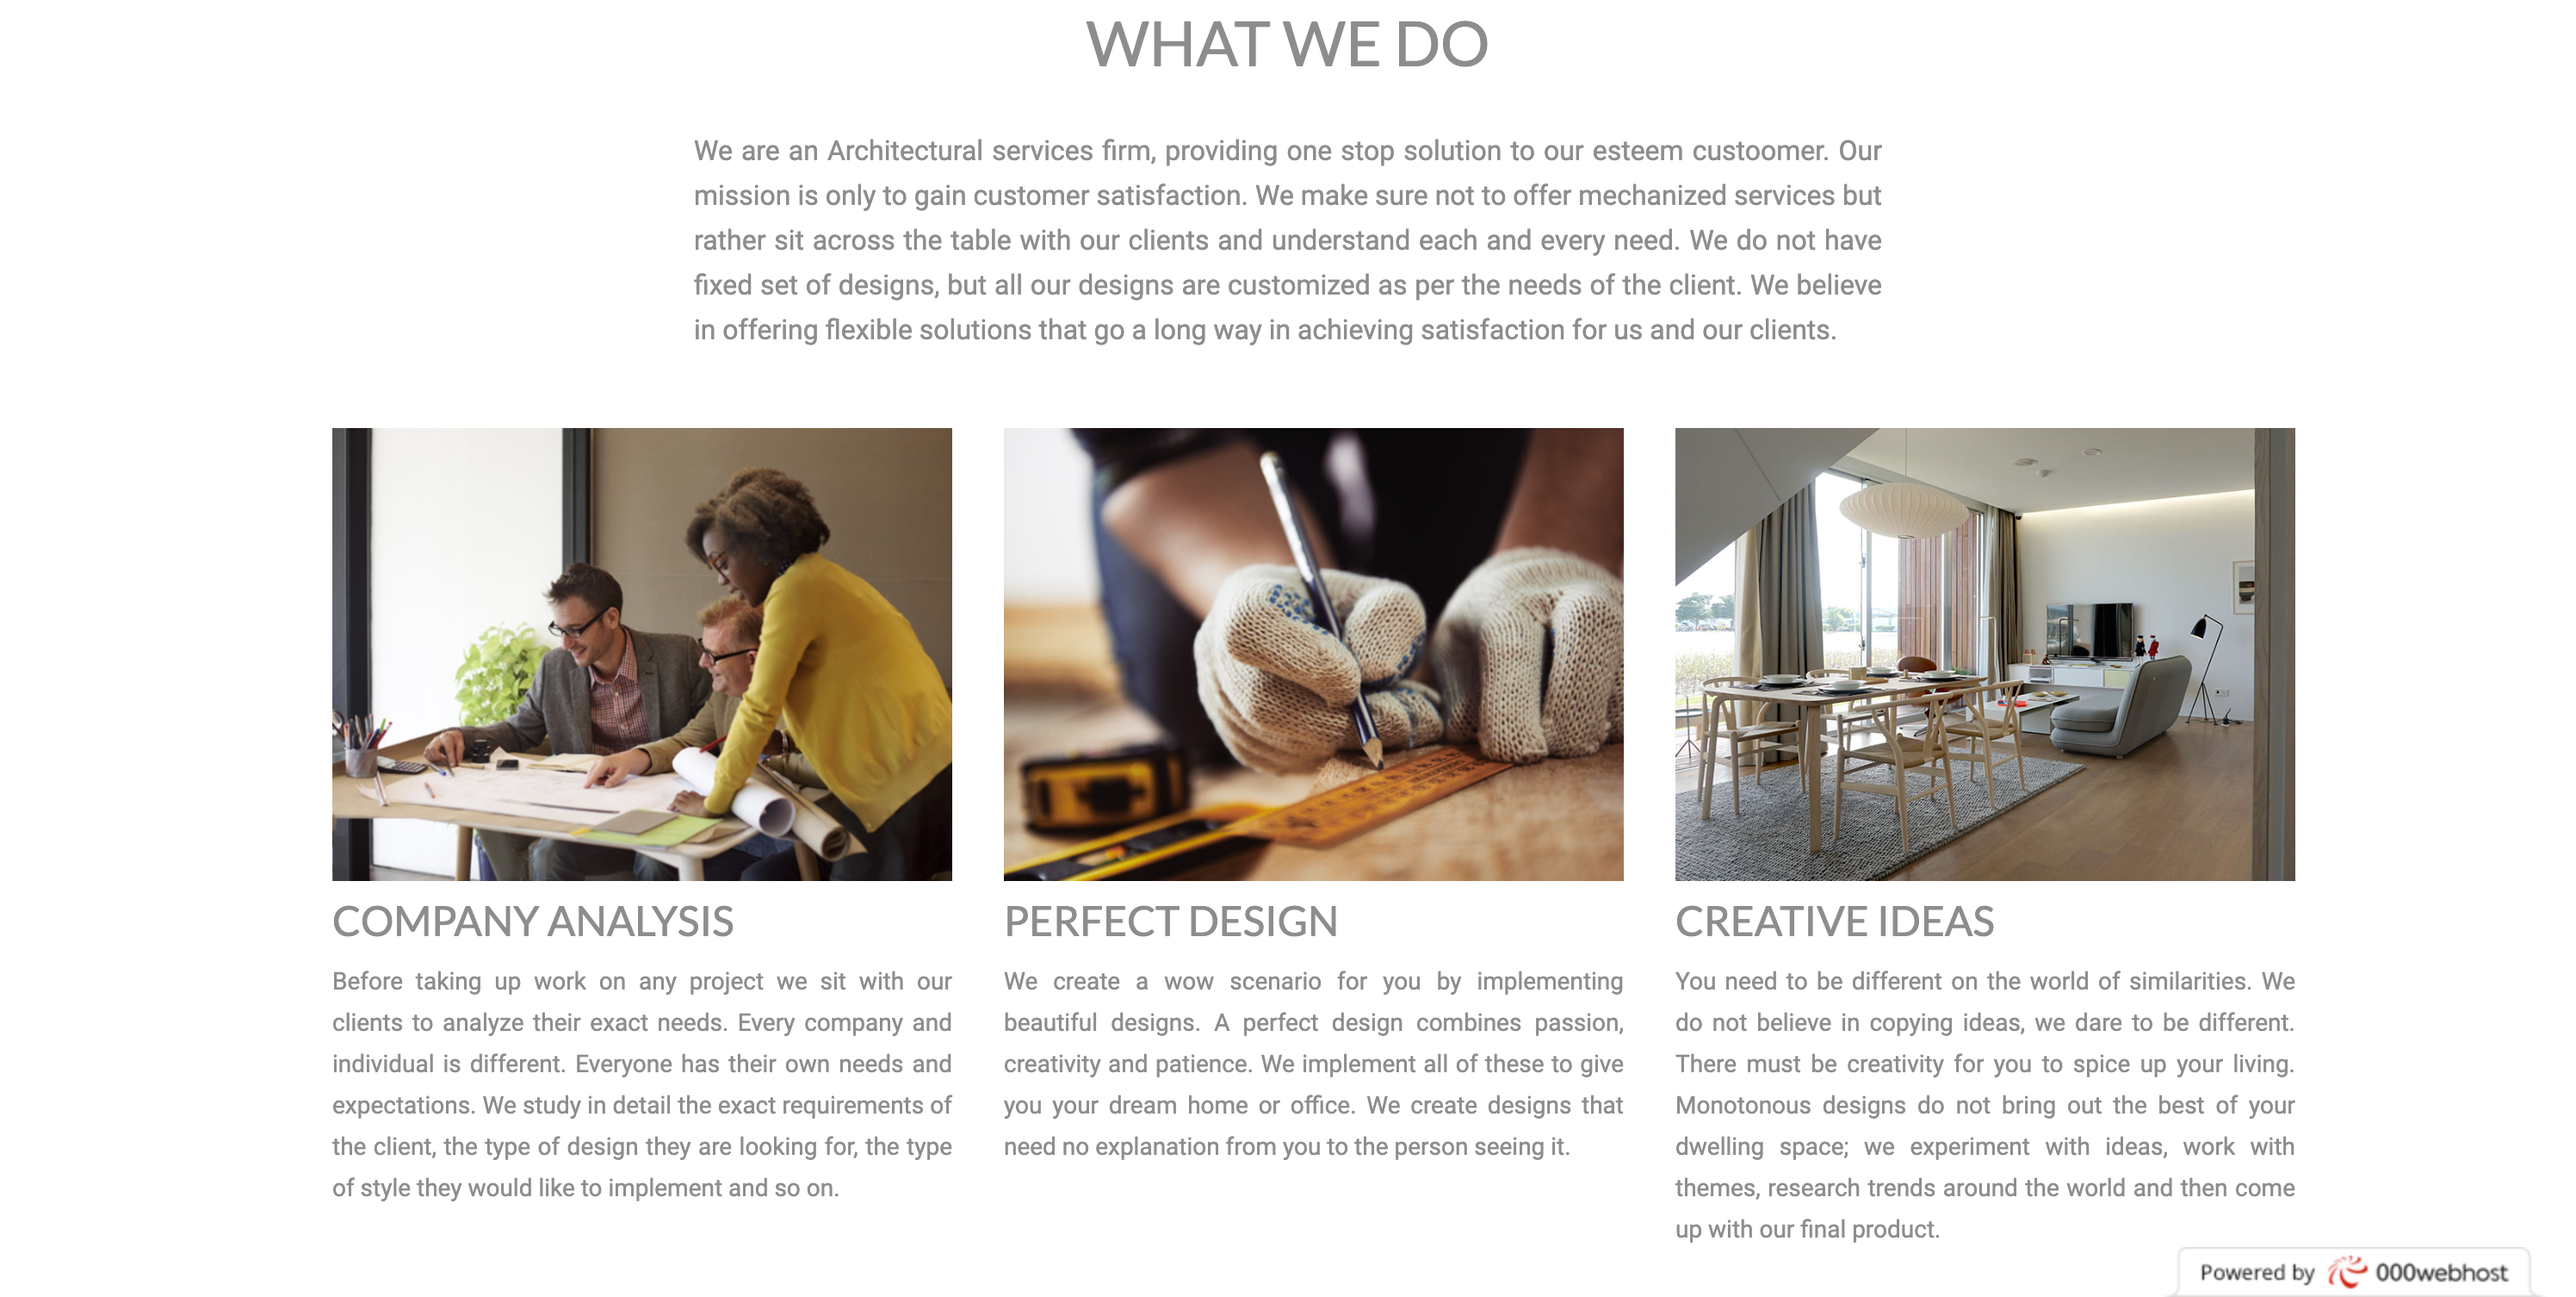 WHAT WE DO
We are an Architectural services firm, providing one stop solution to our esteem custoomer. Our
mission is only to gain customer satisfaction. We make sure not to offer mechanized services but
rather sit across the table with our clients and understand each and every need. We do not have
fixed set of designs, but all our designs are customized as per the needs of the client. We believe
in offering flexible solutions that go a long way in achieving satisfaction for us and our clients.
COMPANY ANALYSIS
Before taking up work on any project we sit with our
clients to analyze their exact needs. Every company and
individual is different. Everyone has their own needs and
expectations. We study in detail the exact requirements of
the client, the type of design they are looking for, the type
of style they would like to implement and so on.
PERFECT DESIGN
We create a wow scenario for you by implementing
beautiful designs. A perfect design combines passion,
creativity and patience. We implement all of these to give
you your dream home or office. We create designs that
need no explanation from you to the person seeing it.
CREATIVE IDEAS
You need to be different on the world of similarities. We
do not believe in copying ideas, we dare to be different.
There must be creativity for you to spice up your living.
Monotonous designs do not bring out the best of your
dwelling space; we experiment with ideas, work with
themes, research trends around the world and then come
up with our final product.
Powered by 000webhost